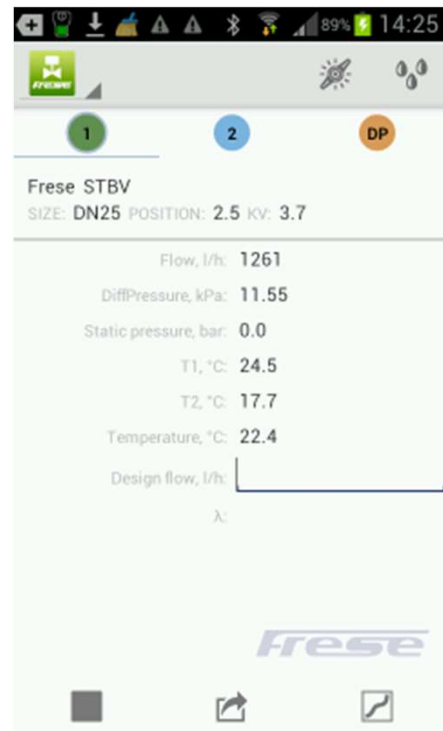 89% 14:25
FRESE
1 2 DP
Frese STBV
SIZE: DN25 POSITION: 2.5 KV: 3.7
Flow, l/h: 1261
DiffPressure, kPa: 11.55
Static pressure, bar: 0.0
T1, °C: 24.5
T2, °C: 17.7
Temperature, °C: 22.4
Design flow, l/h:
λ:
Frese